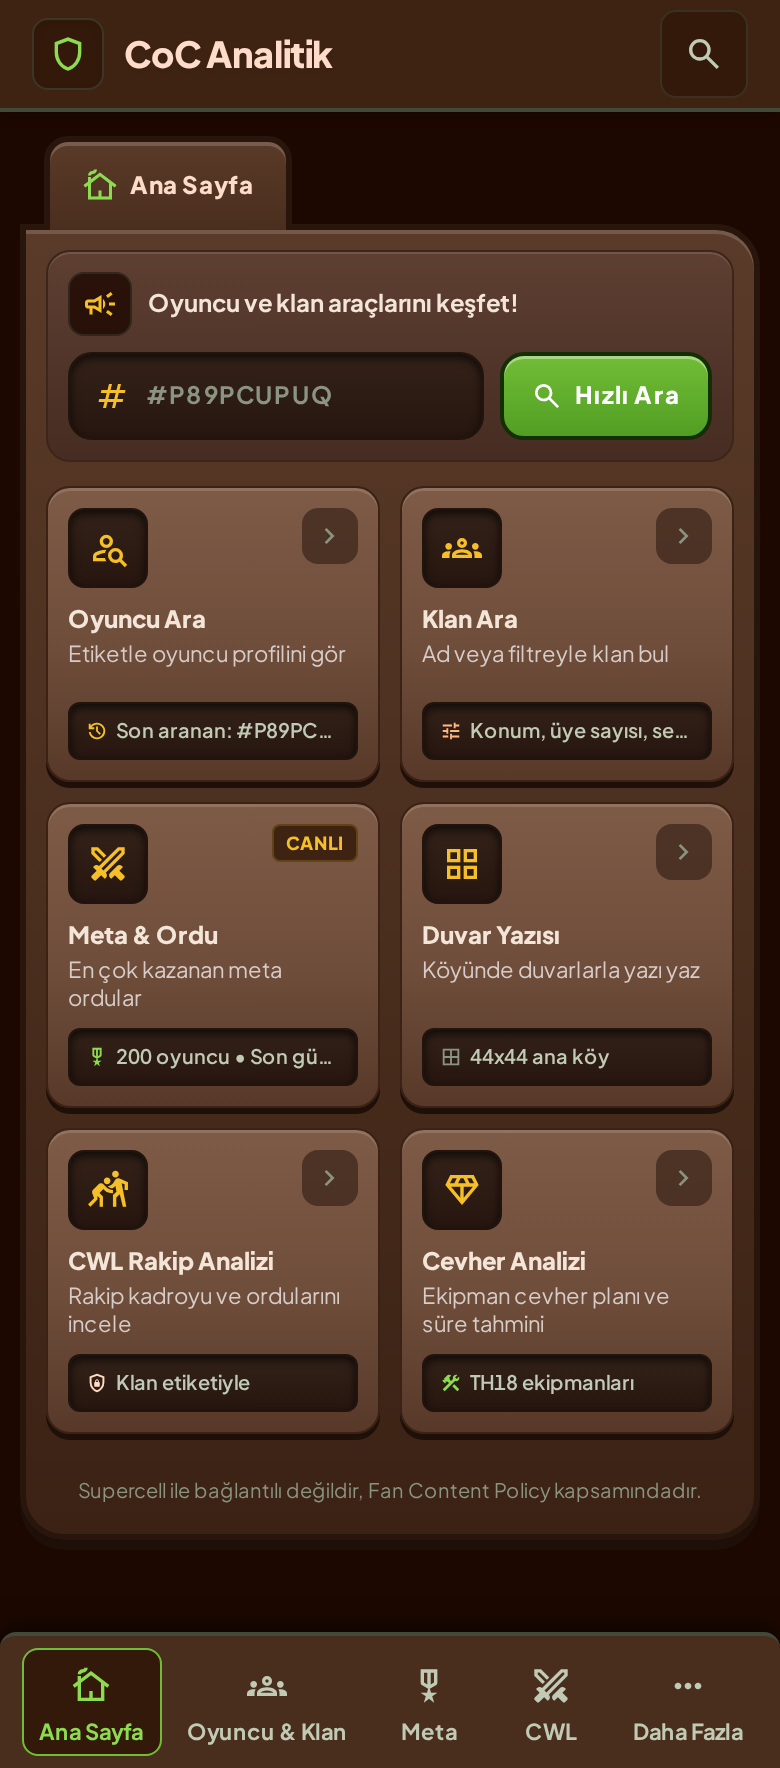 CoC Analitik
Ana Sayfa
Oyuncu ve klan araçlarını keşfet!
#P89PCUPUQ
Hızlı Ara
Oyuncu Ara
Etiketle oyuncu profilini gör
Son aranan: #P89PC...
Klan Ara
Ad veya filtreyle klan bul
Konum, üye sayısı, se...
CANLI
Meta & Ordu
En çok kazanan meta
ordular
200 oyuncu • Son gü...
Duvar Yazısı
Köyünde duvarlarla yazı yaz
44x44 ana köy
CWL Rakip Analizi
Rakip kadroyu ve ordularını
incele
Klan etiketiyle
Cevher Analizi
Ekipman cevher planı ve
süre tahmini
TH18 ekipmanları
Supercell ile bağlantılı değildir, Fan Content Policy kapsamındadır.
Ana Sayfa
Oyuncu & Klan
Meta
CWL
Daha Fazla